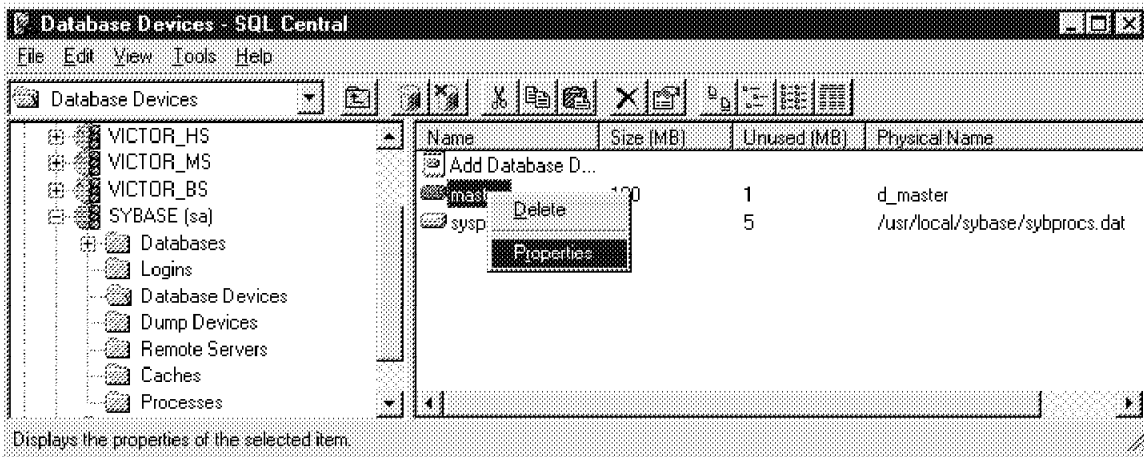 Database Devices - SQL Central
File Edit View Tools Help
Database Devices
VICTOR_HS
VICTOR_MS
VICTOR_BS
SYBASE (sa)
Databases
Logins
Database Devices
Dump Devices
Remote Servers
Caches
Processes
Name Size (MB) Unused (MB) Physical Name
Add Database D...
mast 1 d_master
sysp 5 /usr/local/sybase/sybprocs.dat
Delete
Properties
Displays the properties of the selected item.